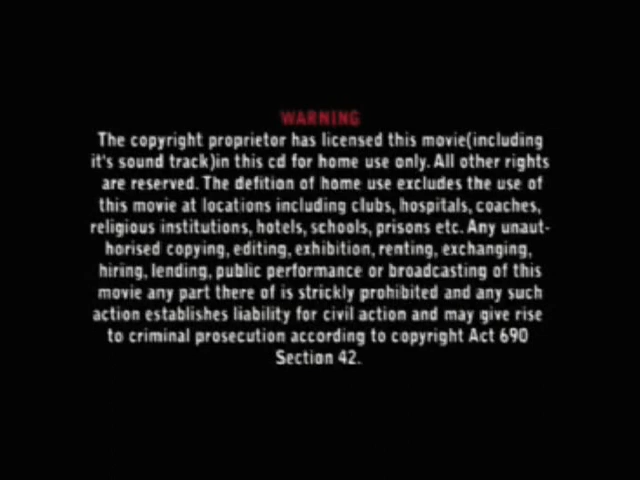 WARNING
The copyright proprietor has licensed this movie(including
it's sound track)in this cd for home use only. All other rights
are reserved. The defition of home use excludes the use of
this movie at locations including clubs, hospitals, coaches,
religious institutions, hotels, schools, prisons etc. Any unaut-
horised copying, editing, exhibition, renting, exchanging,
hiring, lending, public performance or broadcasting of this
movie any part there of is strickly prohibited and any such
action establishes liability for civil action and may give rise
to criminal prosecution according to copyright Act 690
Section 42.